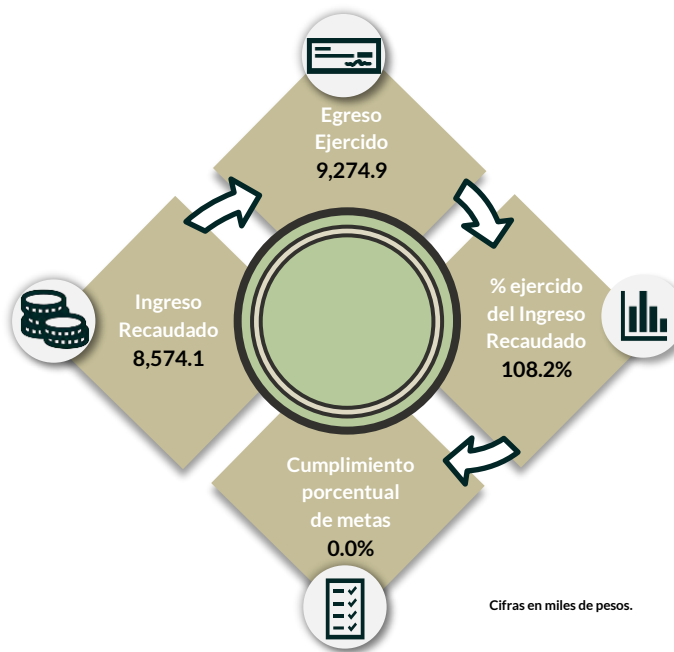 Egreso
Ejercido
9,274.9
Ingreso
Recaudado
8,574.1
% ejercido
del Ingreso
Recaudado
108.2%
Cumplimiento
porcentual
de metas
0.0%
Cifras en miles de pesos.